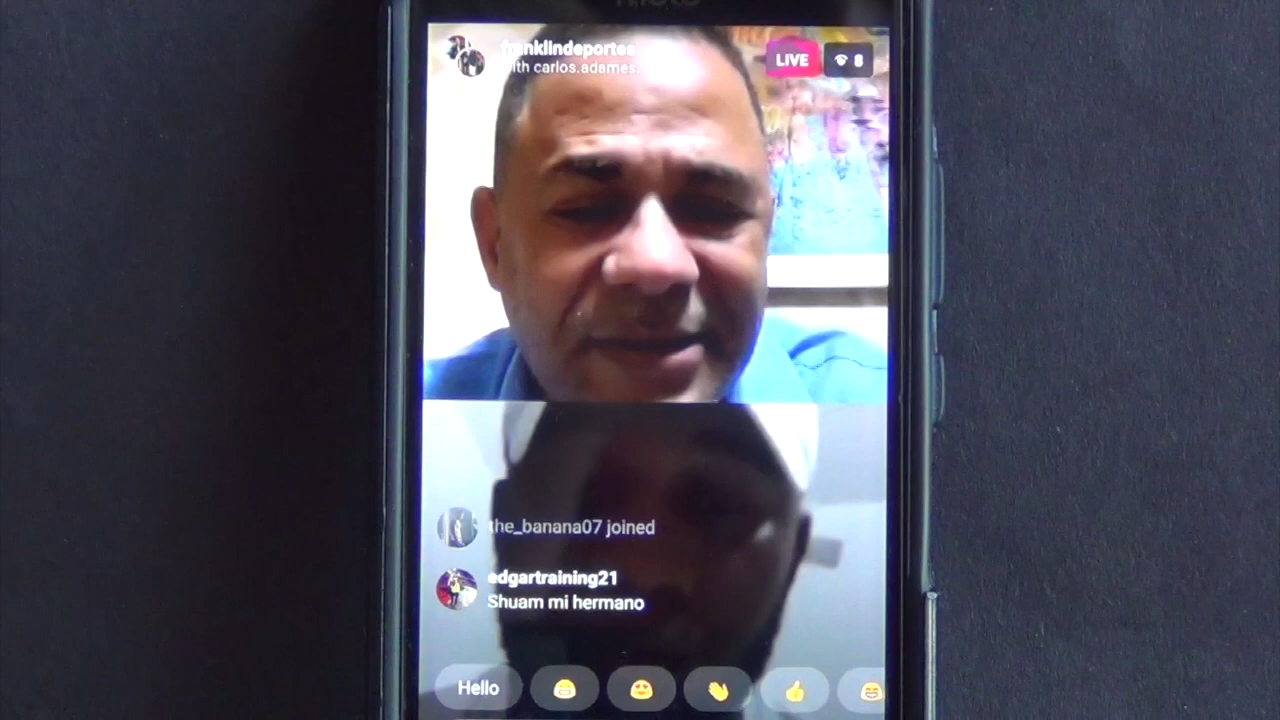 franklindeportes
with carlos.adames
LIVE
8
the_banana07 joined
edgartraining21
Shuam mi hermano
Hello